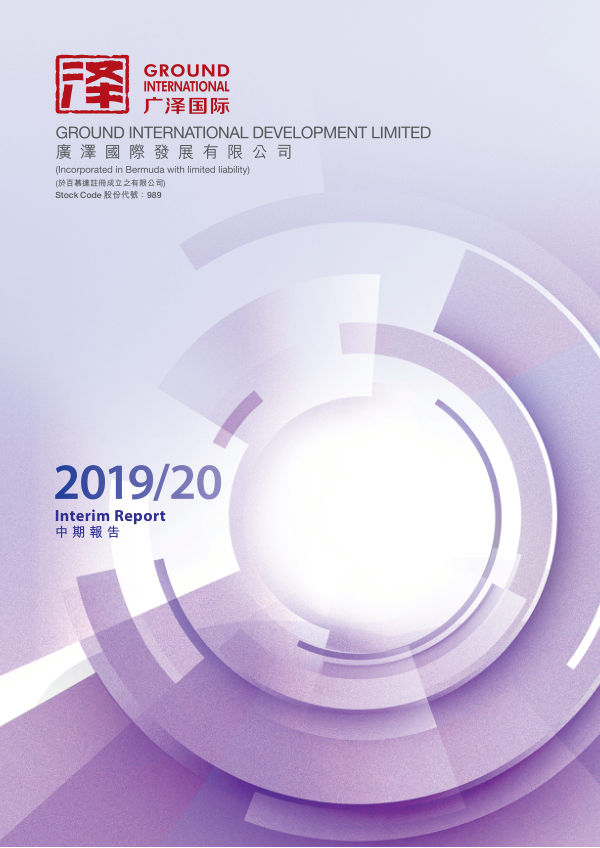 泽
GROUND
INTERNATIONAL
广泽国际
GROUND INTERNATIONAL DEVELOPMENT LIMITED
廣澤國際發展有限公司
(Incorporated in Bermuda with limited liability)
(於百慕達註冊成立之有限公司)
Stock Code 股份代號：989
2019/20
Interim Report
中期報告